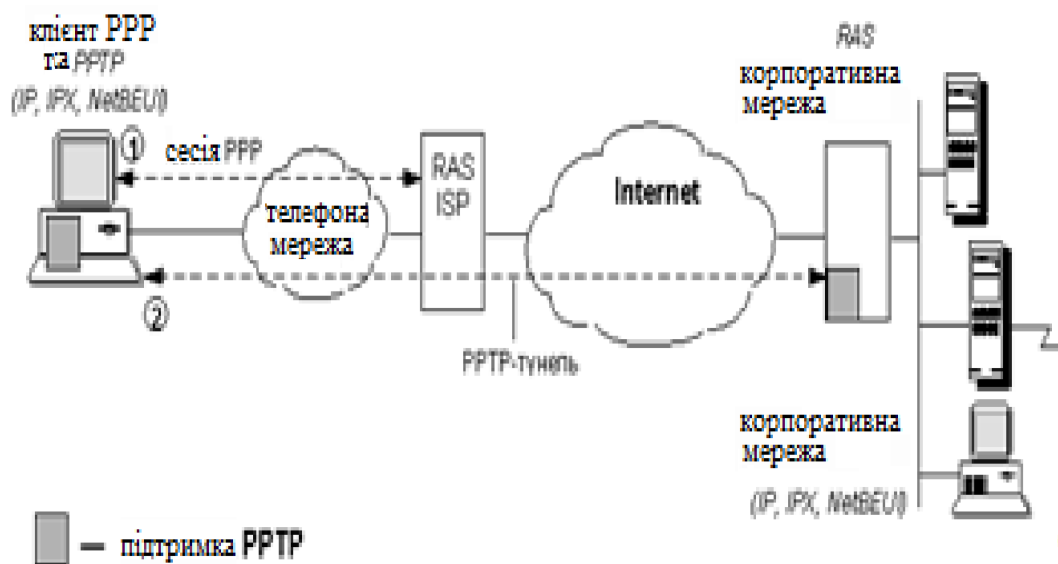 клієнт PPP
та PPTP
(IP, IPX, NetBEUI)
1
сесія PPP
телефона
мережа
RAS
ISP
Internet
RAS
корпоративна
мережа
2
PPTP-тунель
корпоративна
мережа
(IP, IPX, NetBEUI)
– підтримка PPTP